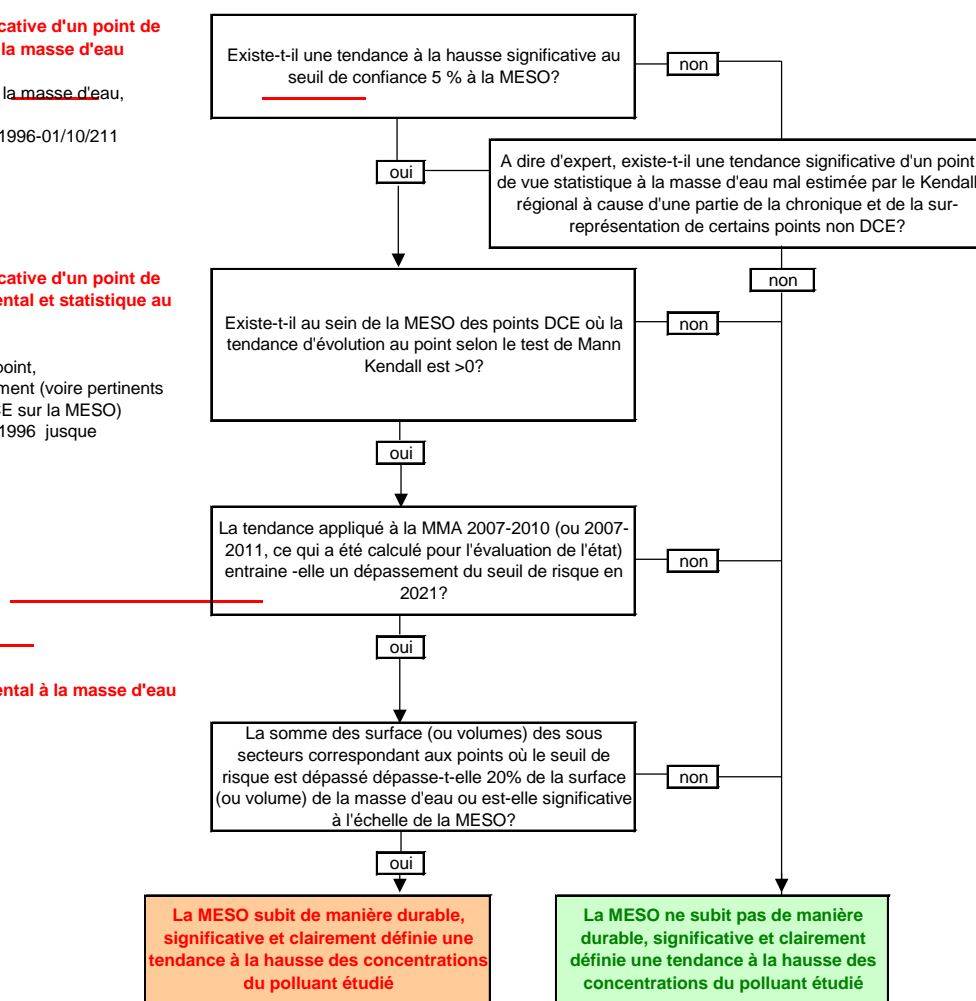 cative d'un point de
la masse d'eau
la masse d'eau,
1996-01/10/211
Existe-t-il une tendance à la hausse significative au
seuil de confiance 5 % à la MESO?
non
oui
A dire d'expert, existe-t-il une tendance significative d'un point
de vue statistique à la masse d'eau mal estimée par le Kendall
régional à cause d'une partie de la chronique et de la sur-
représentation de certains points non DCE?
non
cative d'un point de
ental et statistique au
point,
ment (voire pertinents
CE sur la MESO)
1996 jusque
Existe-t-il au sein de la MESO des points DCE où la
tendance d'évolution au point selon le test de Mann
Kendall est >0?
non
oui
La tendance appliqué à la MMA 2007-2010 (ou 2007-
2011, ce qui a été calculé pour l'évaluation de l'état)
entraine -elle un dépassement du seuil de risque en
2021?
non
oui
ental à la masse d'eau
La somme des surface (ou volumes) des sous
secteurs correspondant aux points où le seuil de
risque est dépassé dépasse-t-elle 20% de la surface
(ou volume) de la masse d'eau ou est-elle significative
à l'échelle de la MESO?
non
oui
La MESO subit de manière durable,
significative et clairement définie une
tendance à la hausse des concentrations
du polluant étudié
La MESO ne subit pas de manière
durable, significative et clairement
définie une tendance à la hausse des
concentrations du polluant étudié